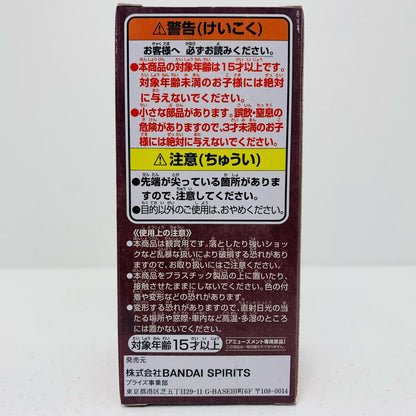 警告(けいこく)
お客様へ 必ずお読みください。
●本商品の対象年齢は15才以上です。
対象年齢未満のお子様には絶対
に与えないでください。
●小さな部品があります。誤飲・窒息の
危険がありますので、3才未満のお子
様には絶対に与えないでください。
注意(ちゅうい)
●先端が尖っている箇所がありま
すので、ご注意ください。
●目的以外のご使用は、おやめください。
《使用上の注意》
●本商品は観賞用です。落としたり強いショッ
クなど乱暴な扱いにより破損する恐れがあり
ますので、お取り扱いにはご注意ください。
●本商品をプラスチック製品の上に置いたり、
接触させたままにしないでください。色の付
着や変形などの恐れがあります。
●変形する恐れがありますので、直射日光の当
たる場所や窓際・車内など高温・多湿のところ
には置かないでください。
対象年齢15才以上
【アミューズメント専用景品】
発売元
株式会社BANDAI SPIRITS
プライズ事業部
東京都港区芝五丁目29-11 G-BASE田町6F 〒108-0014